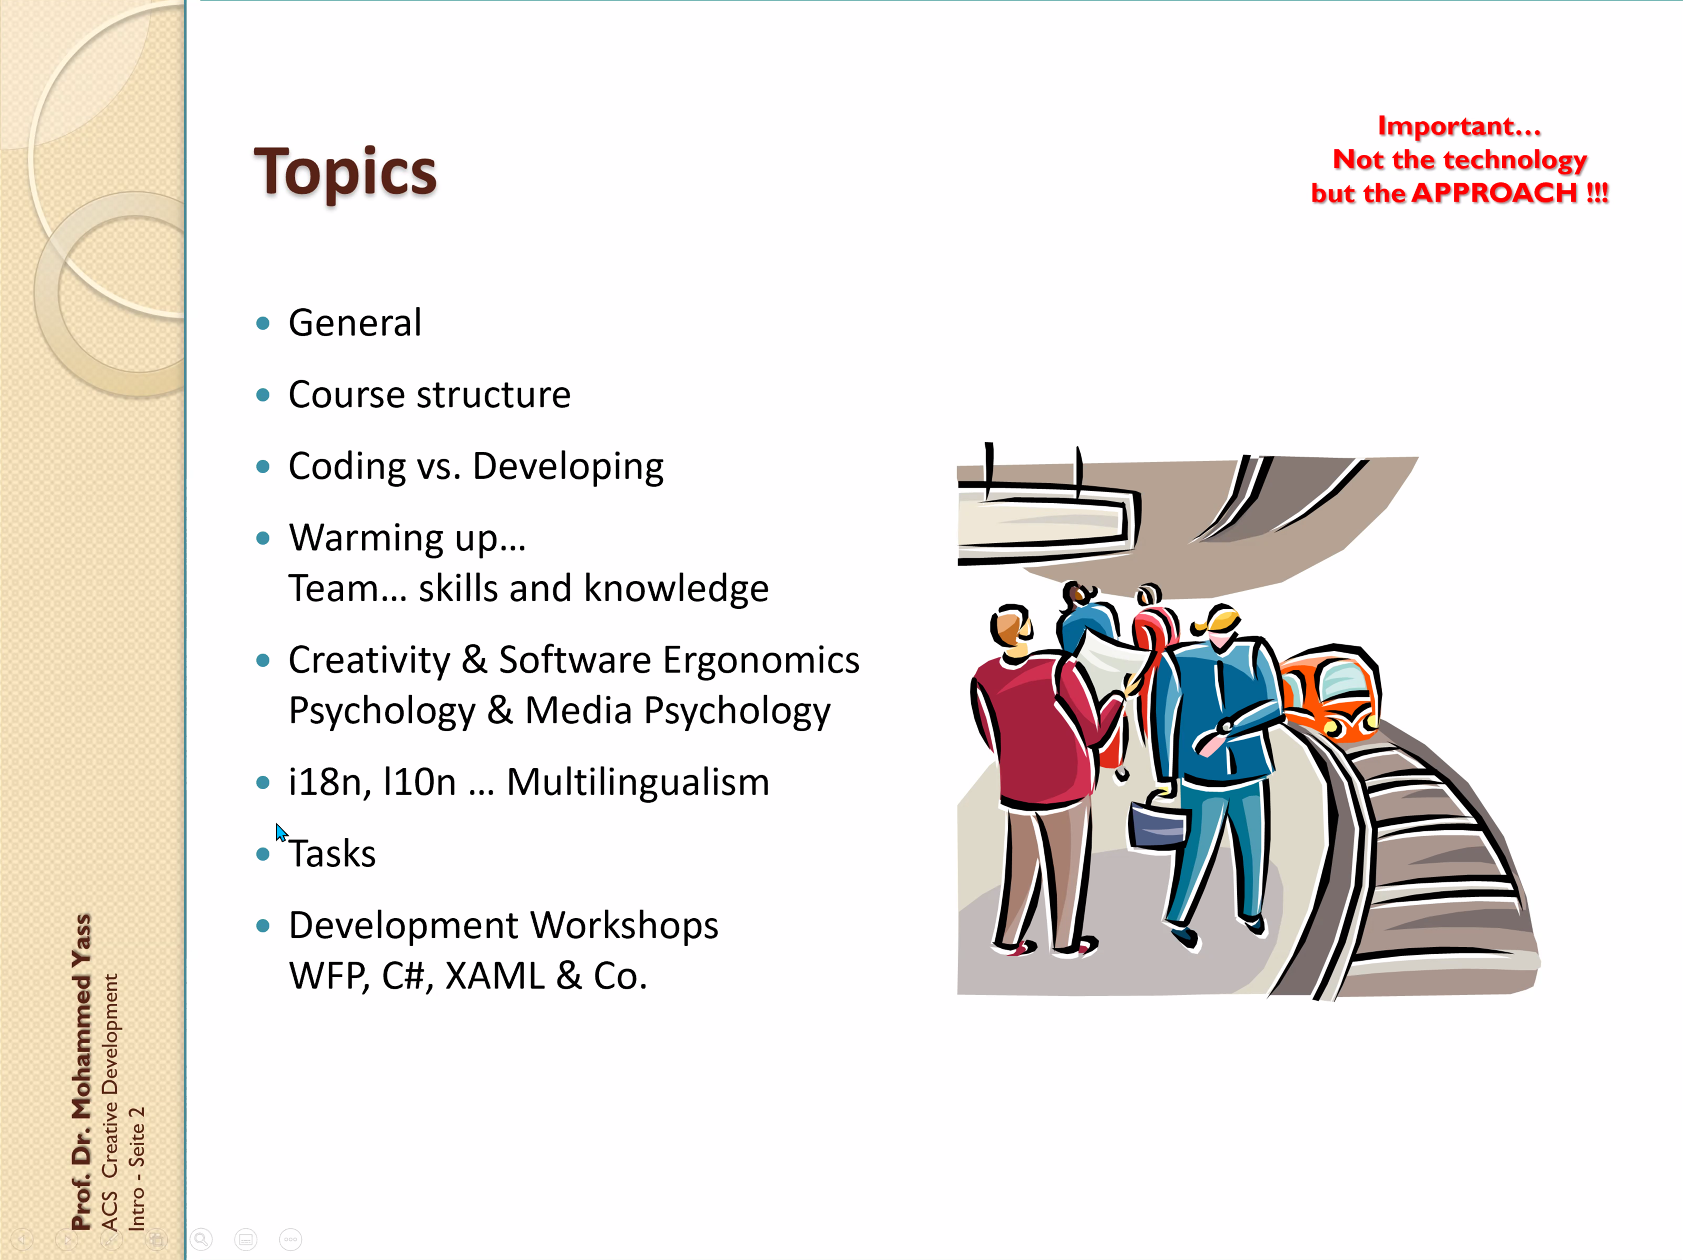 Topics
Important...
Not the technology
but the APPROACH !!!
• General
• Course structure
• Coding vs. Developing
• Warming up...
Team... skills and knowledge
• Creativity & Software Ergonomics
Psychology & Media Psychology
• i18n, l10n ... Multilingualism
• Tasks
• Development Workshops
WFP, C#, XAML & Co.
Prof. Dr. Mohammed Yass
ACS Creative Development
Intro - Seite 2